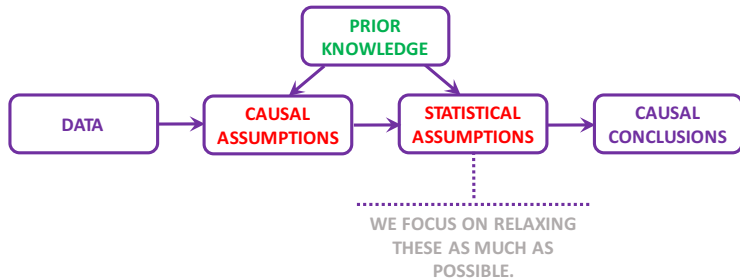 PRIOR
KNOWLEDGE
DATA
CAUSAL
ASSUMPTIONS
STATISTICAL
ASSUMPTIONS
CAUSAL
CONCLUSIONS
WE FOCUS ON RELAXING
THESE AS MUCH AS
POSSIBLE.